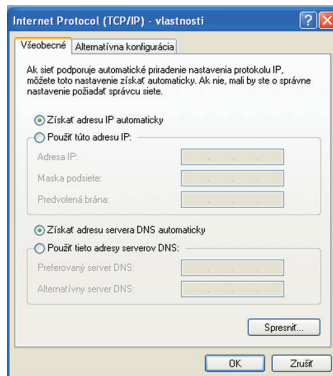 Internet Protocol (TCP/IP) - vlastnosti
Všeobecné
Alternatívna konfigurácia
Ak sieť podporuje automatické priradenie nastavenia protokolu IP,
môžete toto nastavenie získať automaticky. Ak nie, mali by ste o správne
nastavenie požiadať správcu siete.
Získať adresu IP automaticky
Použiť túto adresu IP:
Adresa IP:
Maska podsiete:
Predvolená brána:
Získať adresu servera DNS automaticky
Použiť tieto adresy serverov DNS:
Preferovaný server DNS:
Alternatívny server DNS:
Spresniť...
OK
Zrušiť